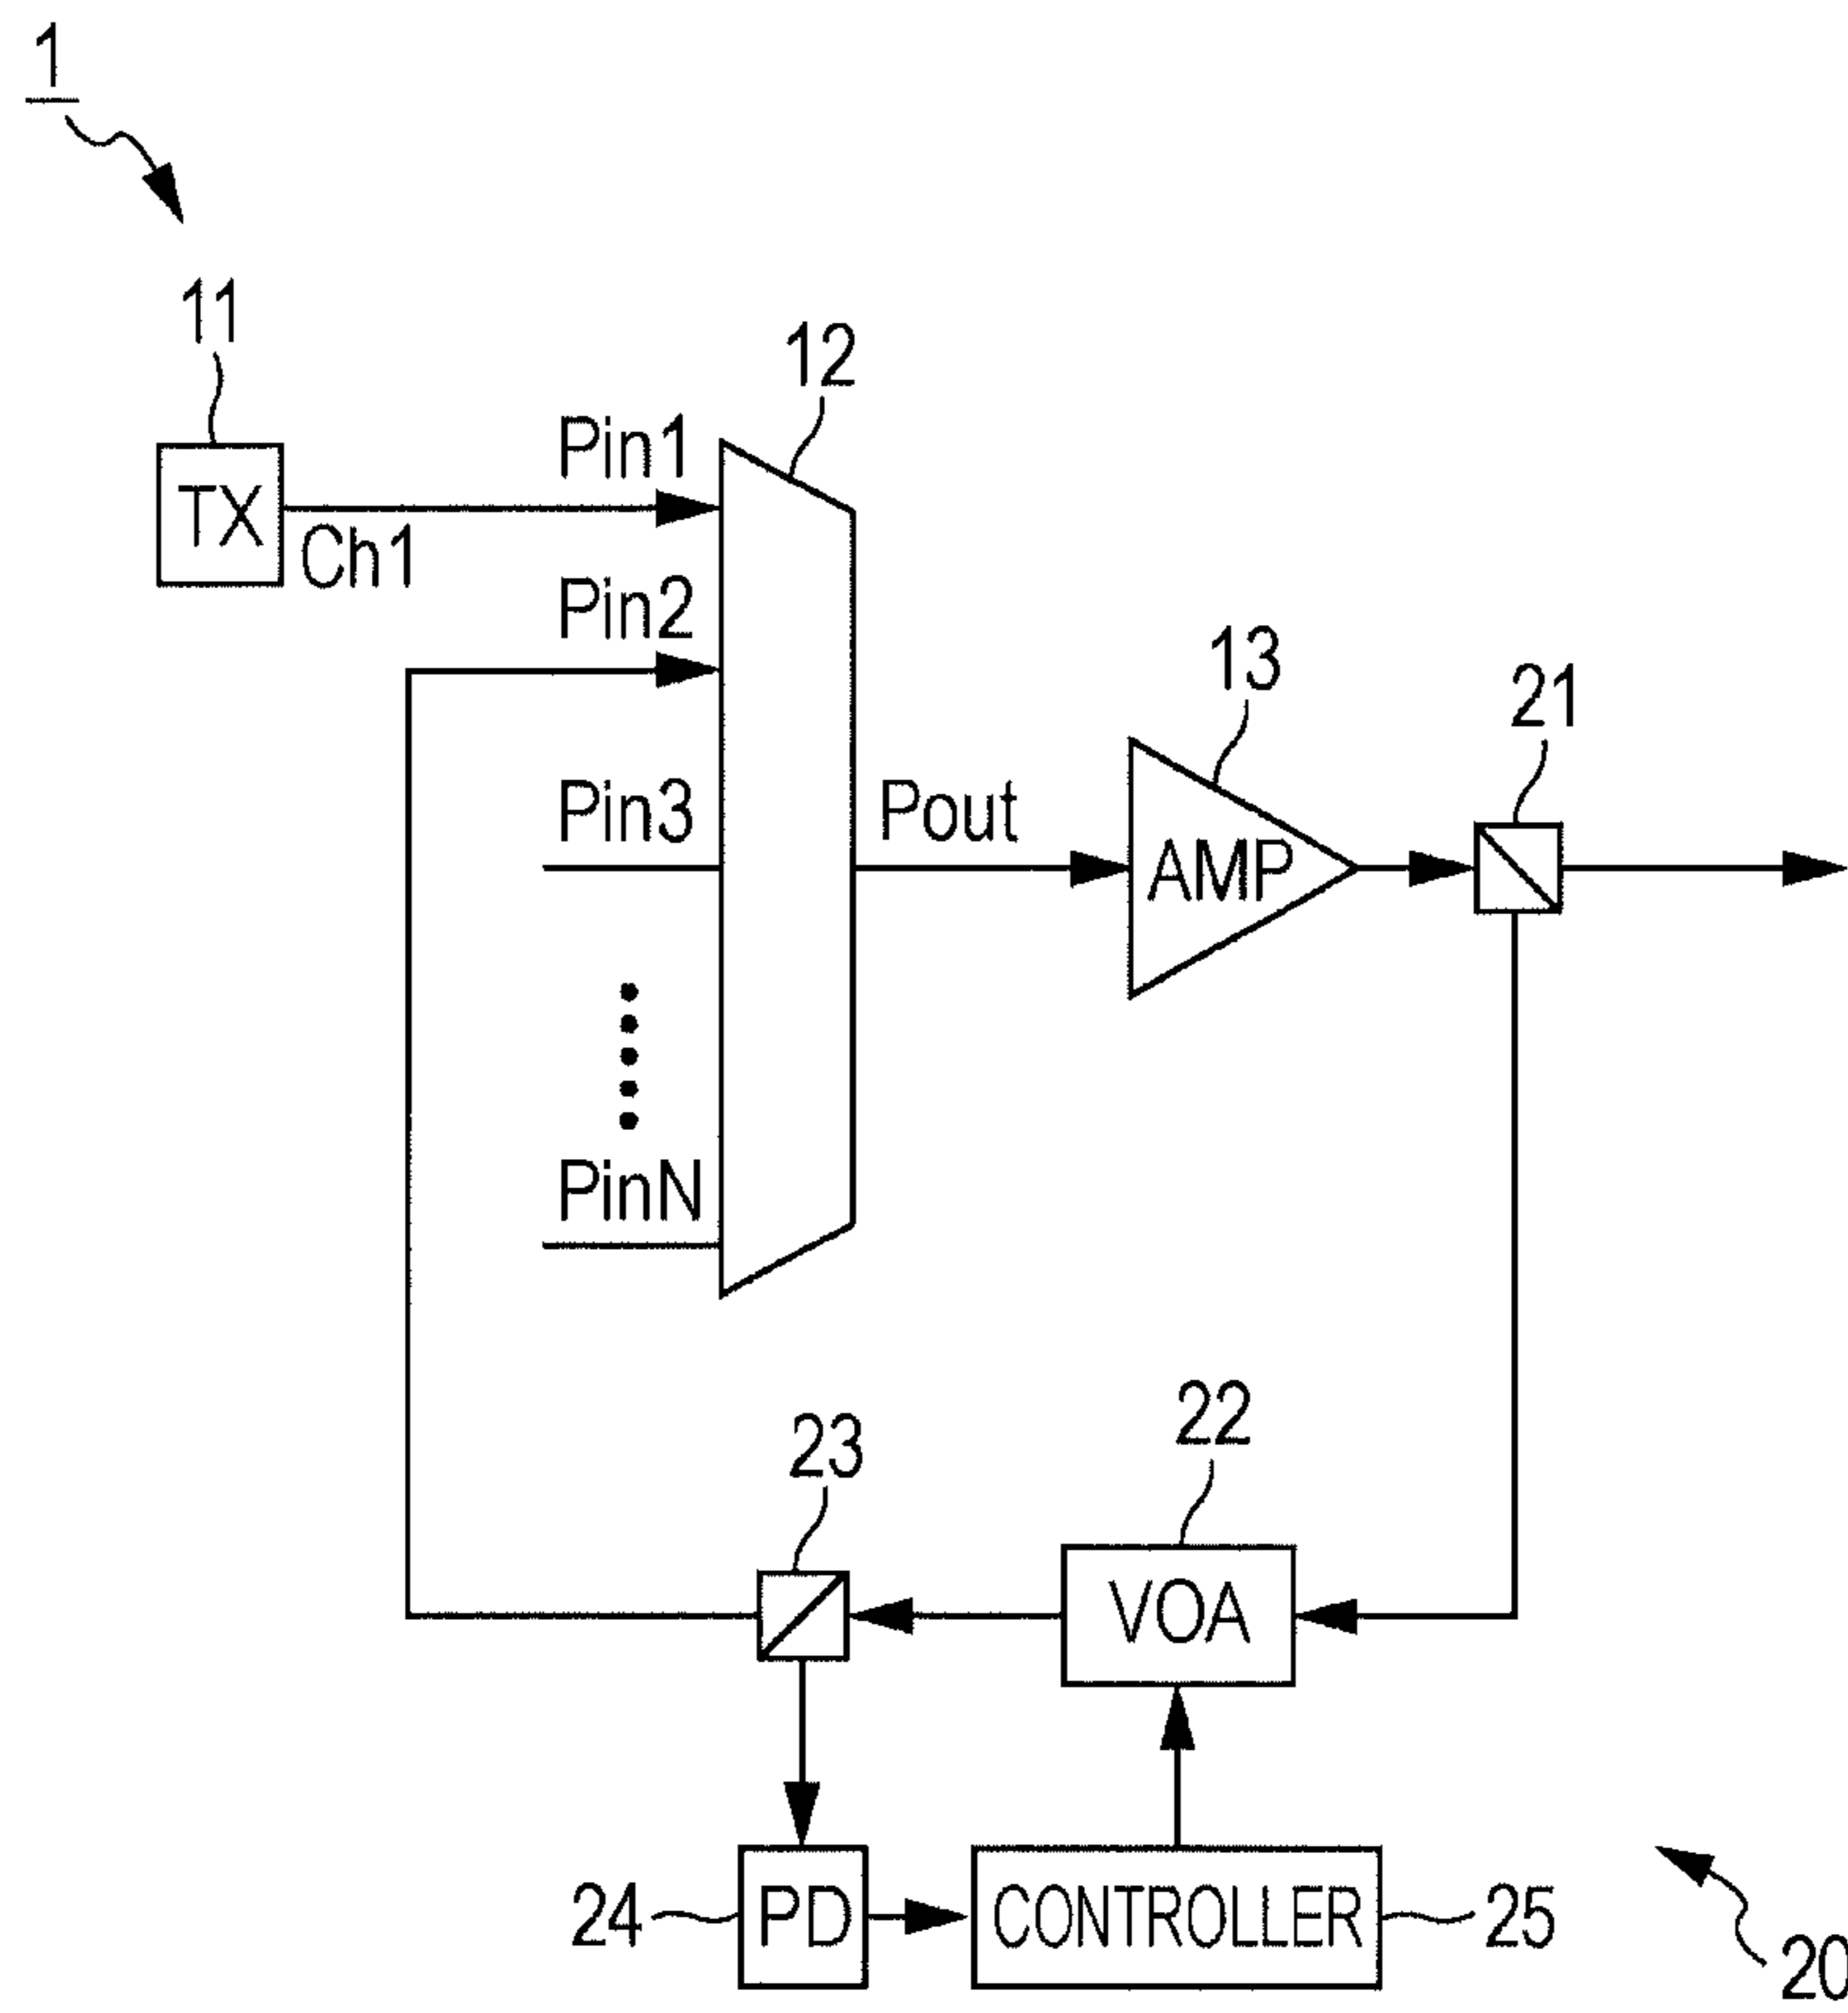 1
11
12
Pin1
TX
Ch1
Pin2
13
21
Pin3
Pout
AMP
PinN
22
23
VOA
24
PD
CONTROLLER
25
20